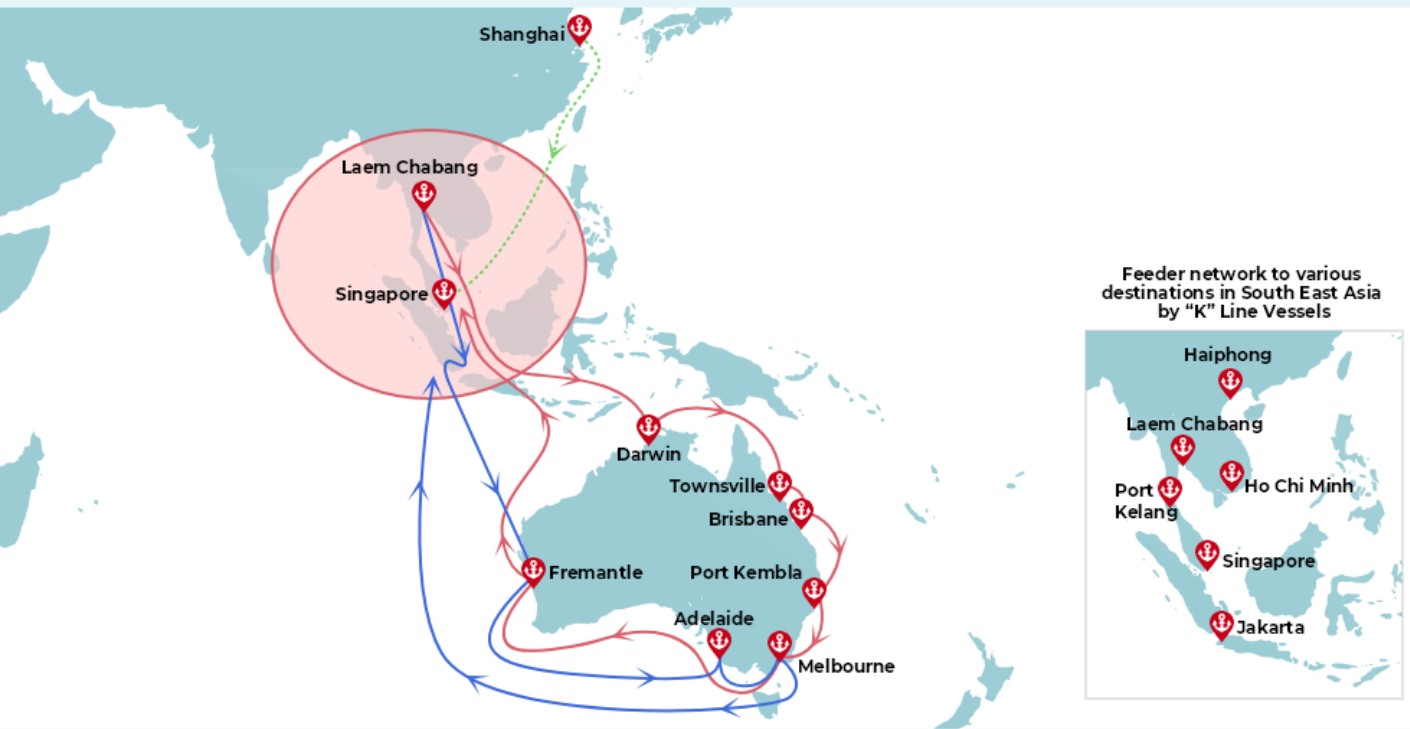 Shanghai
Laem Chabang
Singapore
Darwin
Townsville
Brisbane
Fremantle
Port Kembla
Adelaide
Melbourne
Feeder network to various
destinations in South East Asia
by “K” Line Vessels
Haiphong
Laem Chabang
Ho Chi Minh
Port
Kelang
Singapore
Jakarta